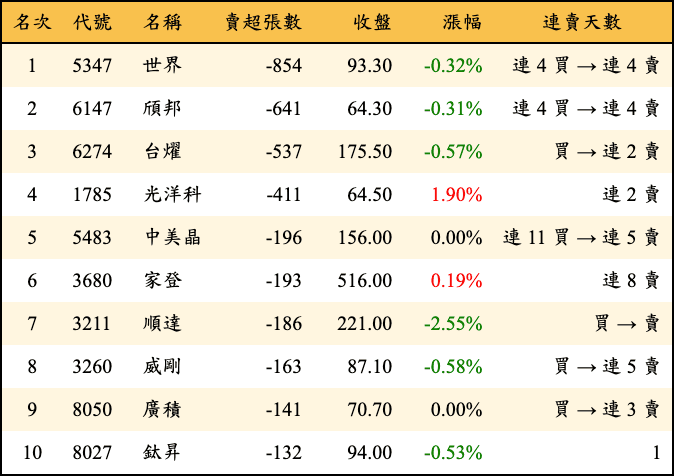 名次 代號 名稱 賣超張數 收盤 漲幅 連賣天數
1 5347 世界 -854 93.30 -0.32% 連 4 買 → 連 4 賣
2 6147 頎邦 -641 64.30 -0.31% 連 4 買 → 連 4 賣
3 6274 台燿 -537 175.50 -0.57% 買 → 連 2 賣
4 1785 光洋科 -411 64.50 1.90% 連 2 賣
5 5483 中美晶 -196 156.00 0.00% 連 11 買 → 連 5 賣
6 3680 家登 -193 516.00 0.19% 連 8 賣
7 3211 順達 -186 221.00 -2.55% 買 → 賣
8 3260 威剛 -163 87.10 -0.58% 買 → 連 5 賣
9 8050 廣積 -141 70.70 0.00% 買 → 連 3 賣
10 8027 鈦昇 -132 94.00 -0.53% 1